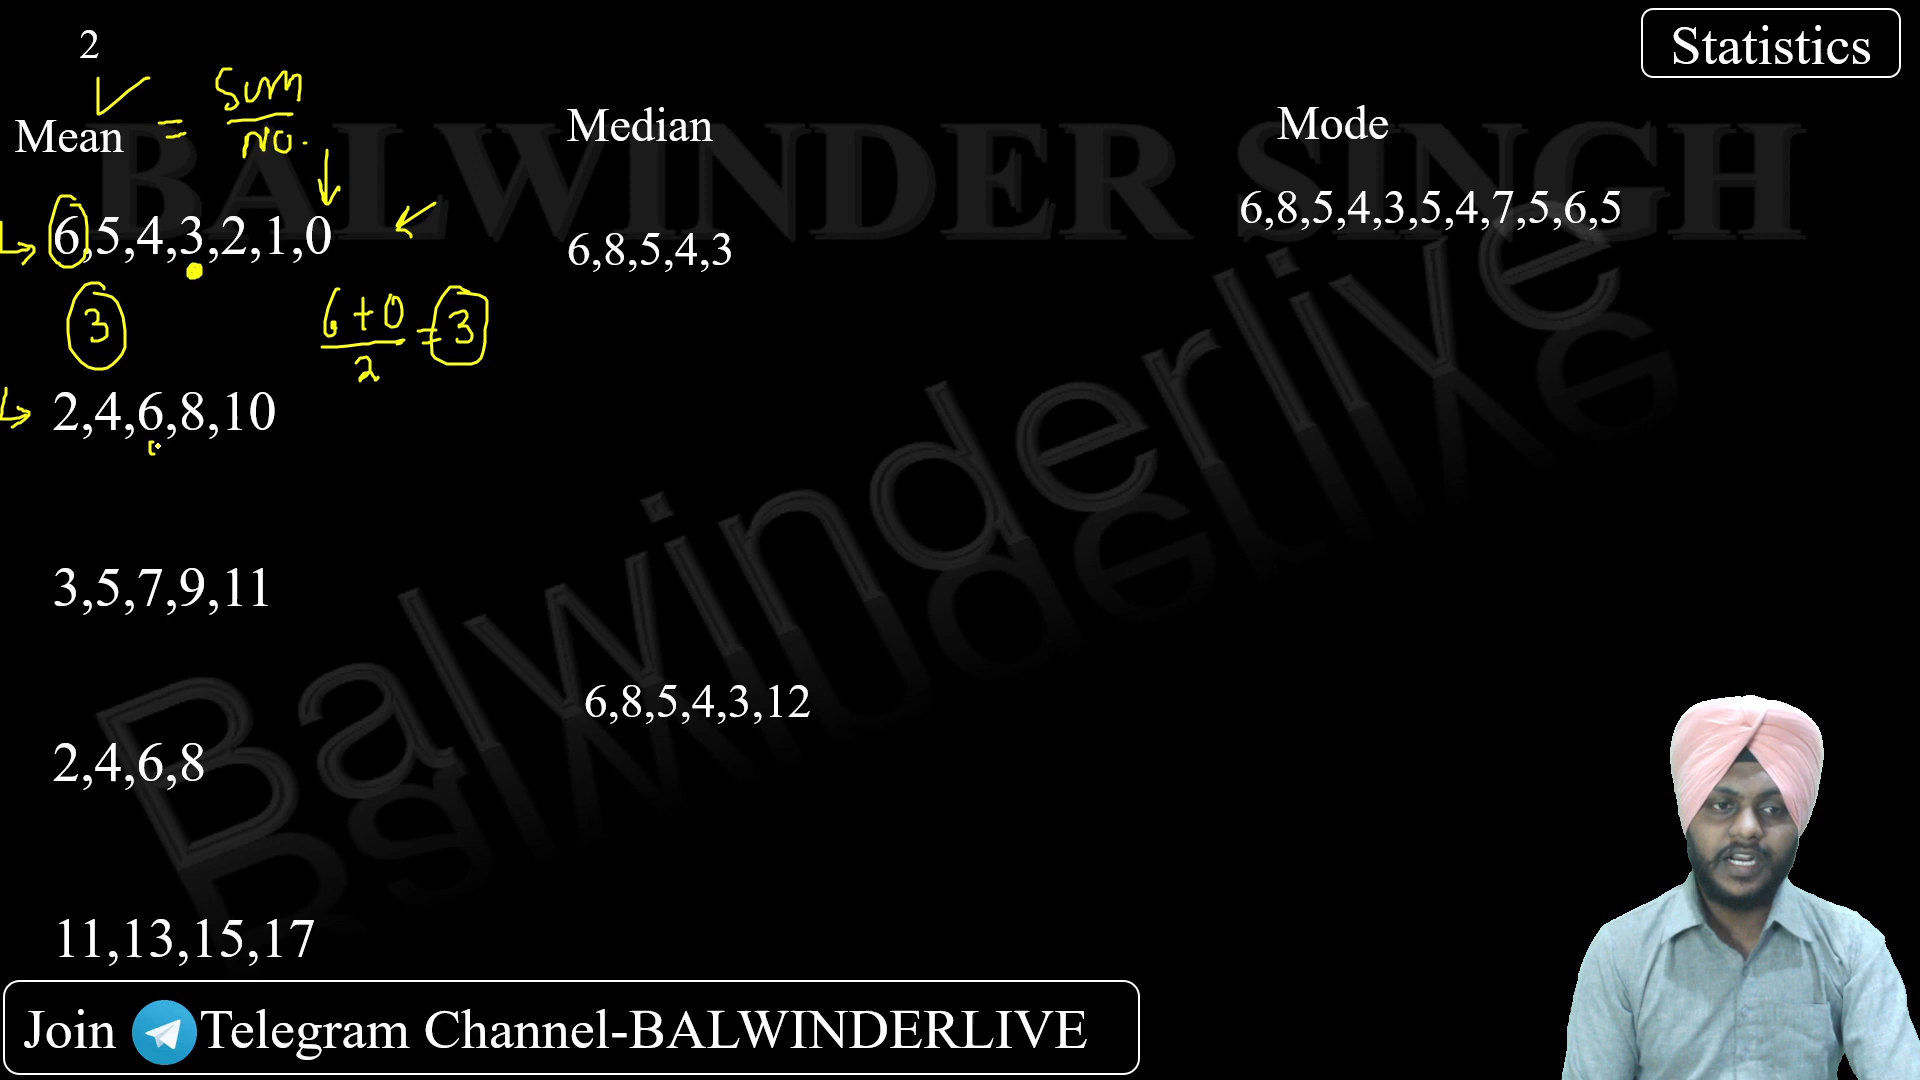 2
Statistics
Mean = Sum / No.
Median
Mode
6,5,4,3,2,1,0
6,8,5,4,3
6,8,5,4,3,5,4,7,5,6,5
3
6+0 / 2 = 3
2,4,6,8,10
3,5,7,9,11
6,8,5,4,3,12
2,4,6,8
11,13,15,17
Join Telegram Channel-BALWINDERLIVE
BALWINDER SINGH
Balwinderlive